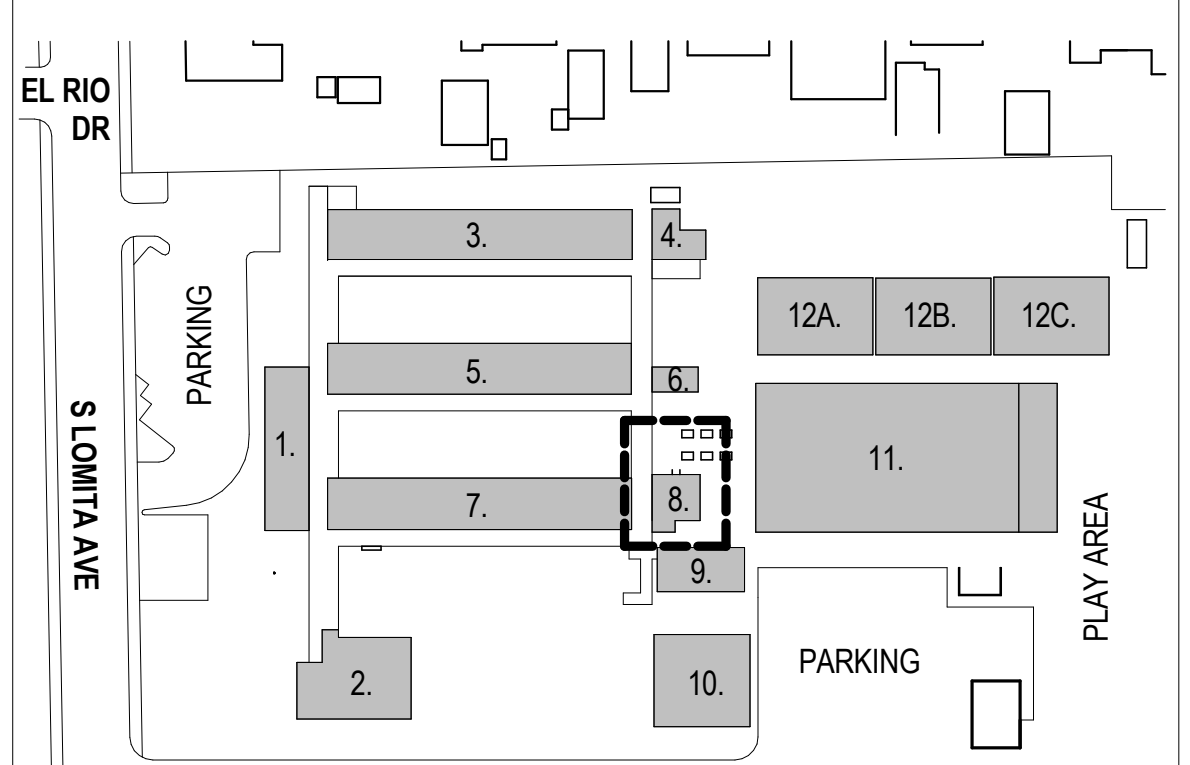 EL RIO
DR
3.
4.
12A.
12B.
12C.
PARKING
5.
6.
S LOMITA AVE
1.
11.
7.
8.
PLAY AREA
9.
2.
10.
PARKING